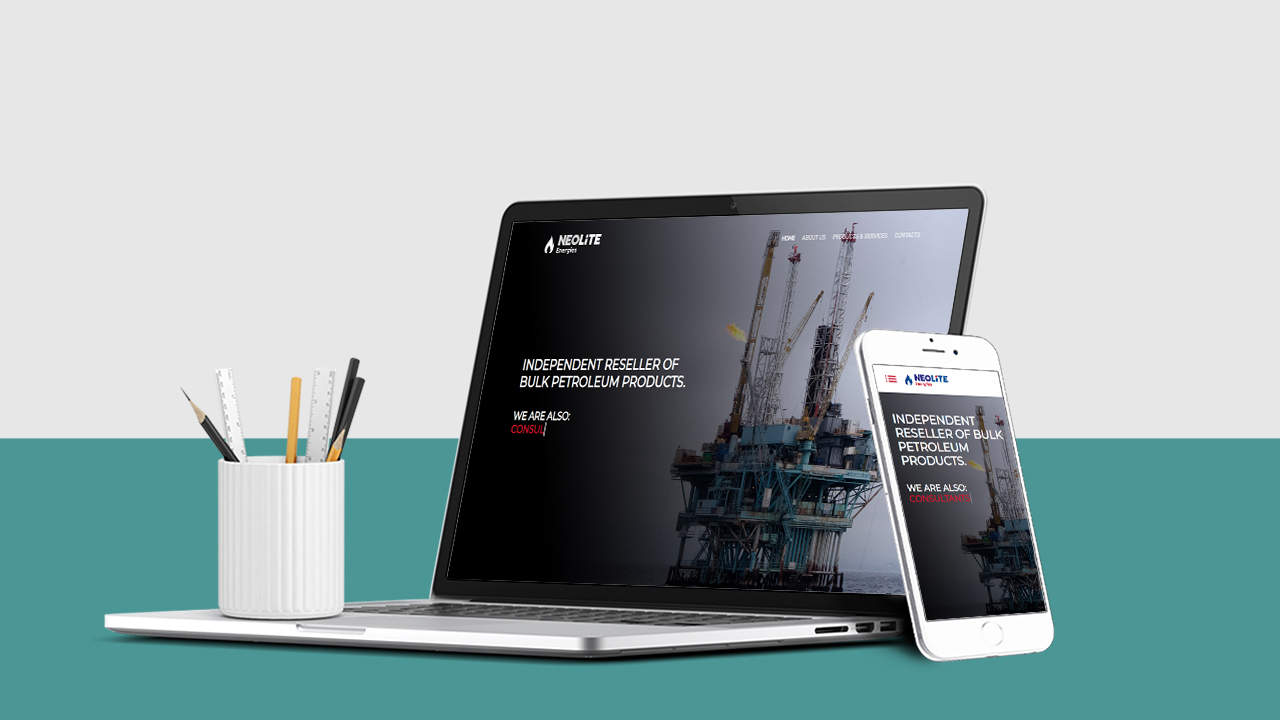 NEOLITE
Energies
HOME ABOUT US PRODUCTS & SERVICES CONTACTS
INDEPENDENT RESELLER OF
BULK PETROLEUM PRODUCTS.
WE ARE ALSO:
CONSUL
NEOLITE
Energies
INDEPENDENT
RESELLER OF BULK
PETROLEUM
PRODUCTS.
WE ARE ALSO:
CONSULTANTS